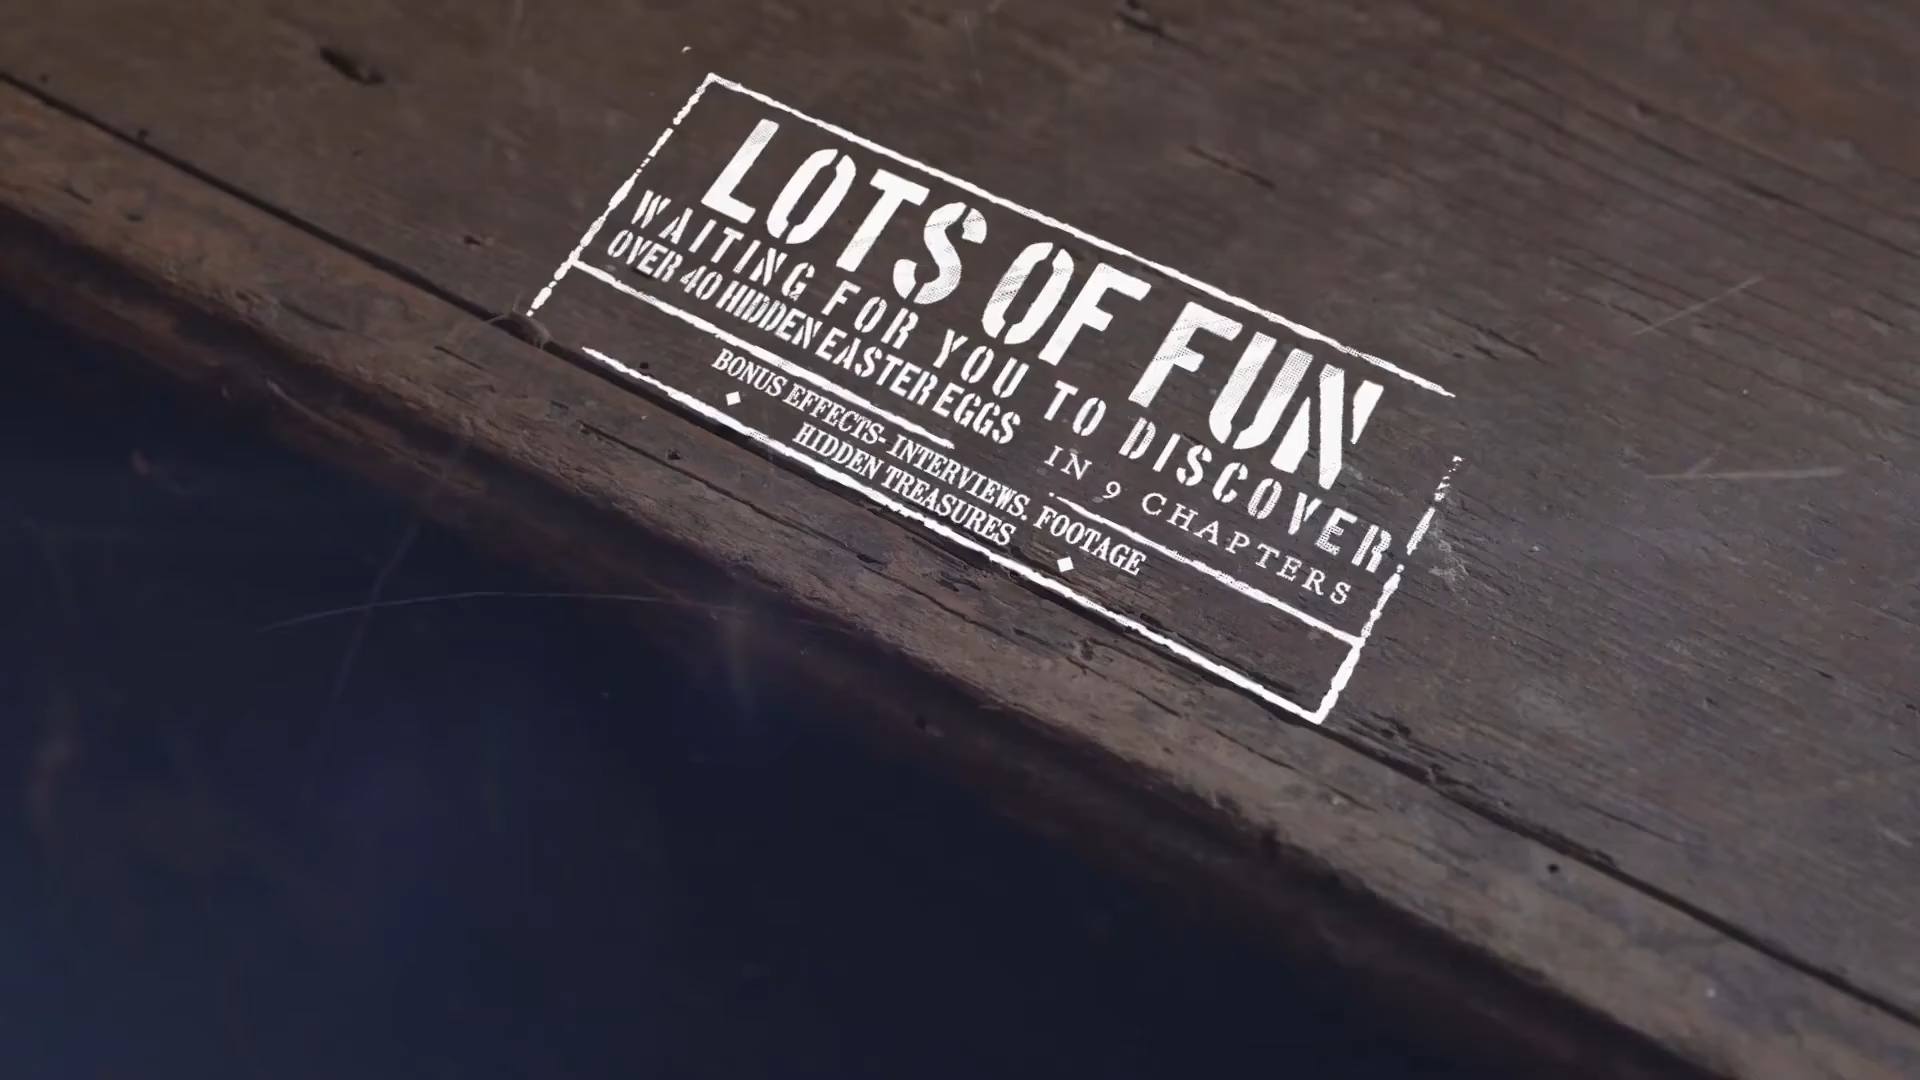 LOTS OF FUN
WAITING FOR YOU TO DISCOVER
OVER 40 HIDDEN EASTER EGGS IN 9 CHAPTERS
BONUS EFFECTS- INTERVIEWS. FOOTAGE
HIDDEN TREASURES